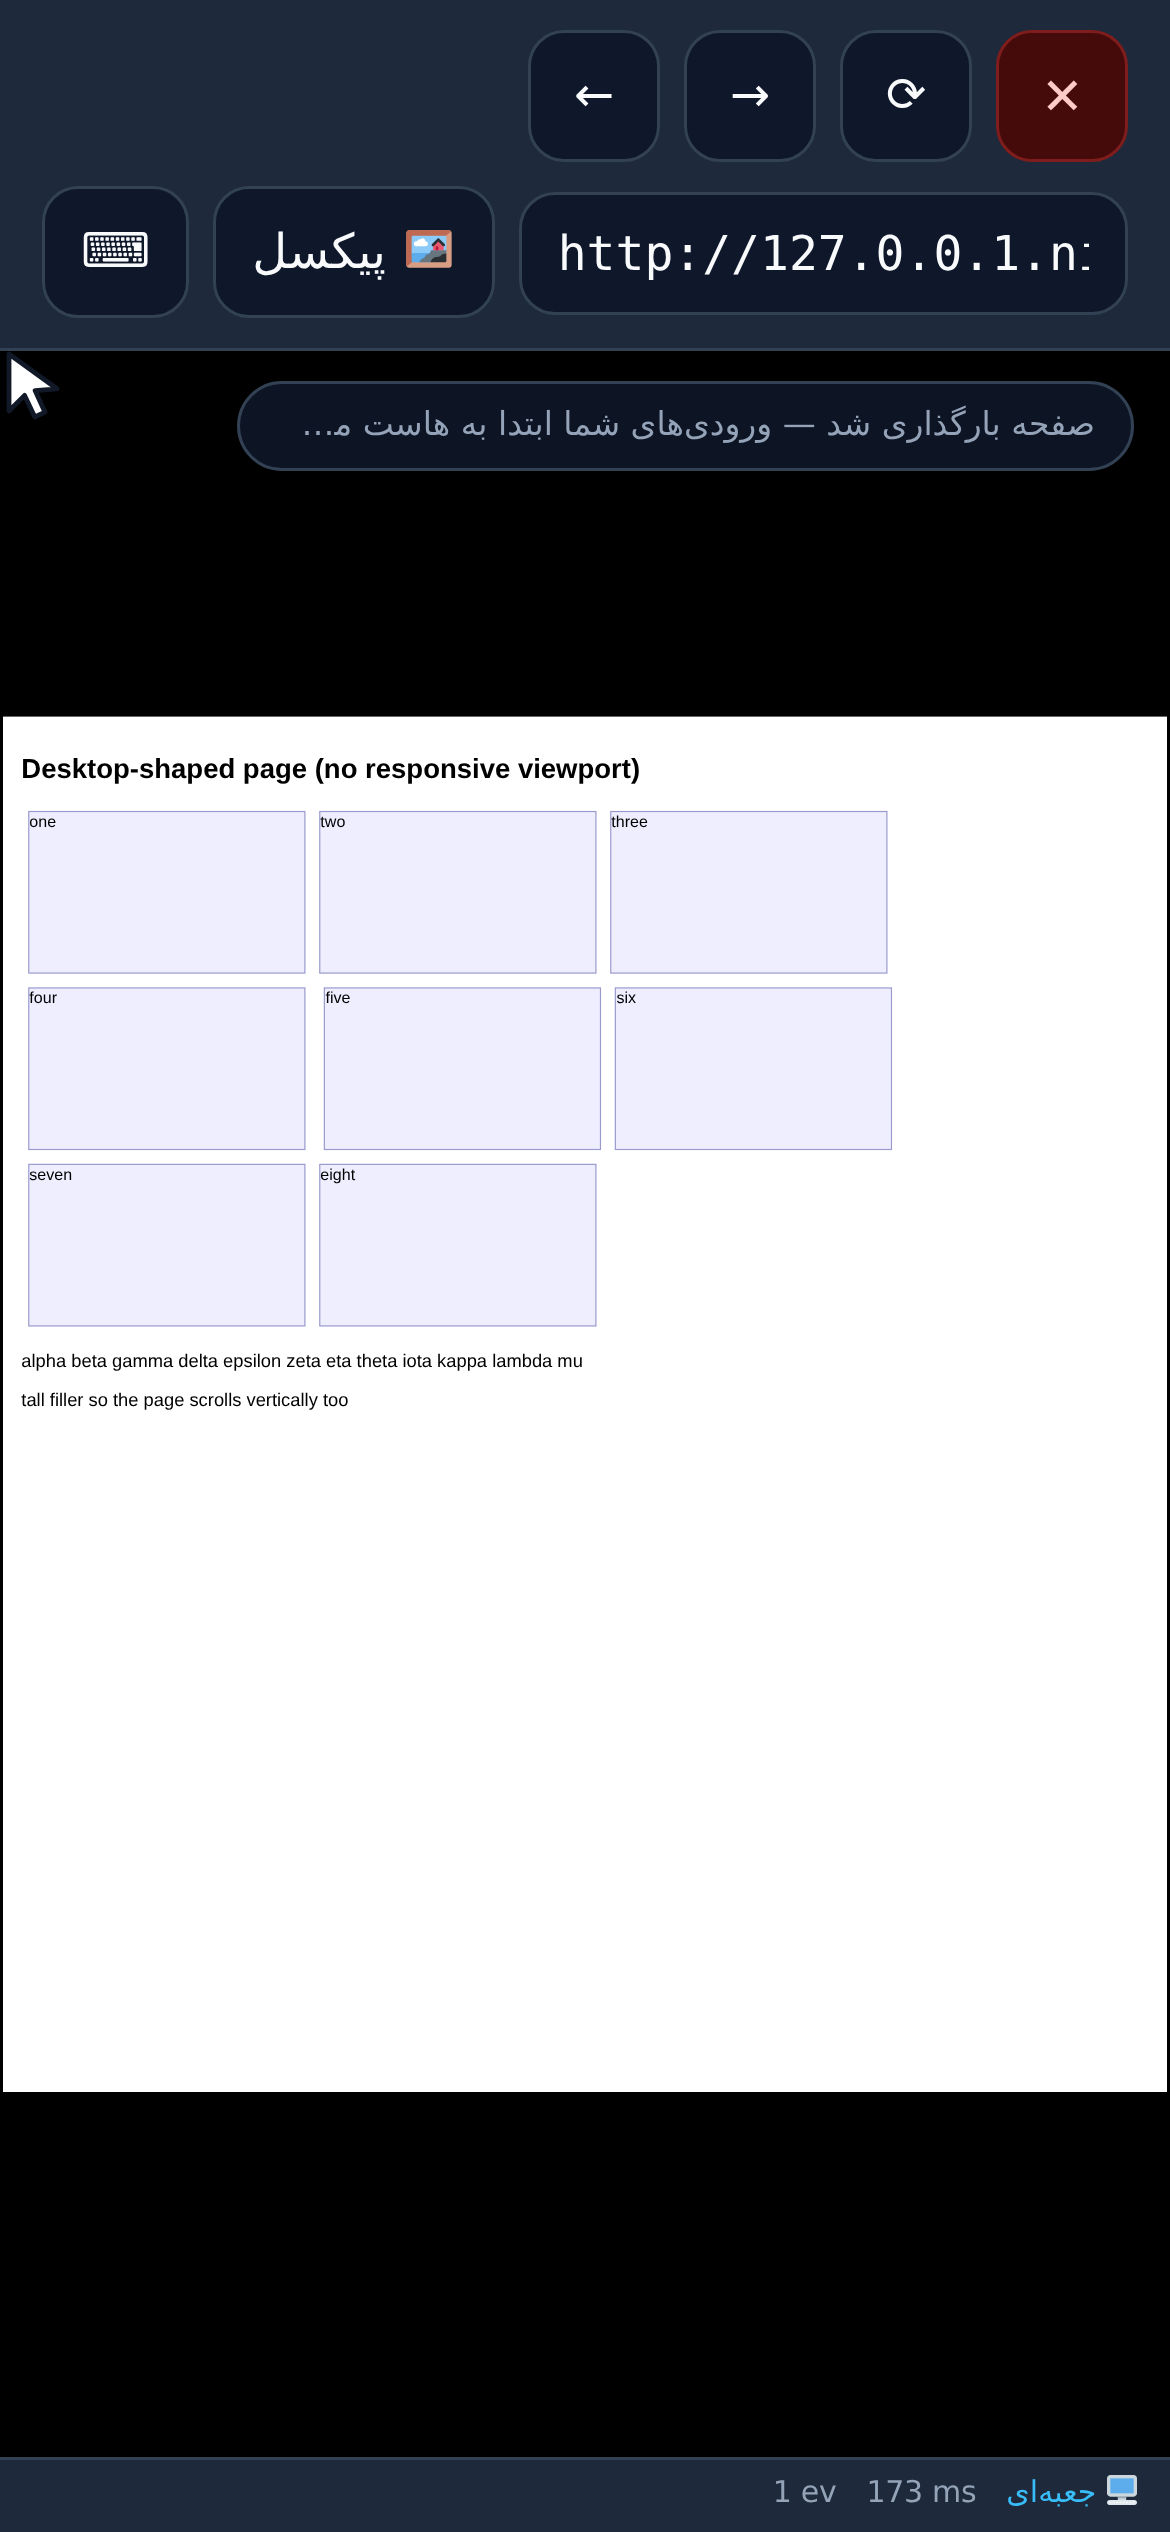 ← → ⟳ ✕
http://127.0.0.1.n
پیکسل
صفحه بارگذاری شد — ورودی‌های شما ابتدا به هاست م...
Desktop-shaped page (no responsive viewport)
one two three
four five six
seven eight
alpha beta gamma delta epsilon zeta eta theta iota kappa lambda mu
tall filler so the page scrolls vertically too
جعبه‌ای 173 ms 1 ev